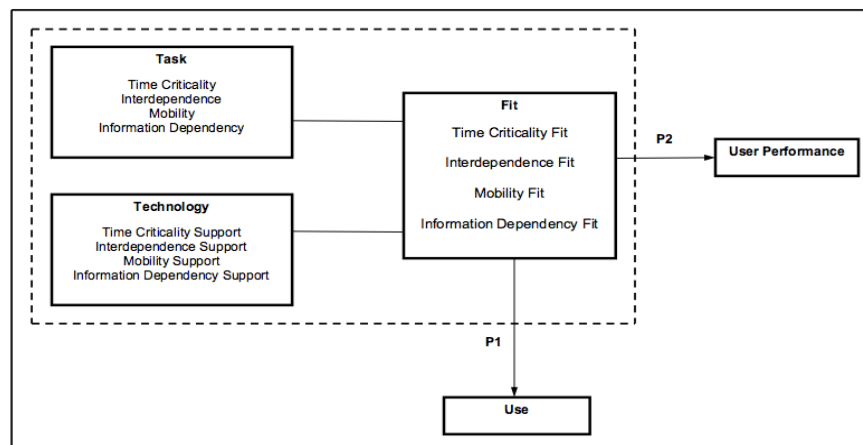 Task
Time Criticality
Interdependence
Mobility
Information Dependency
Technology
Time Criticality Support
Interdependence Support
Mobility Support
Information Dependency Support
Fit
Time Criticality Fit
Interdependence Fit
Mobility Fit
Information Dependency Fit
P2
User Performance
P1
Use